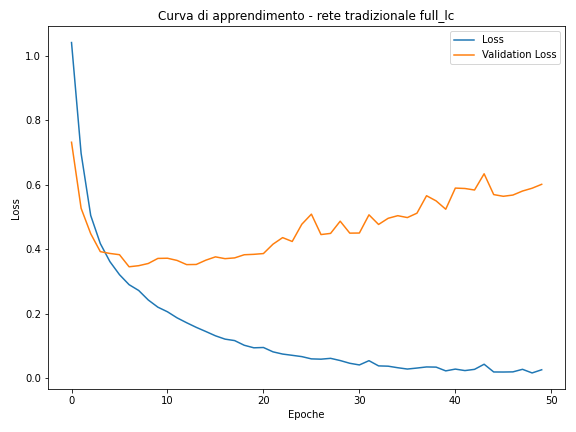 Curva di apprendimento - rete tradizionale full_lc
Loss
Validation Loss
1.0
0.8
0.6
0.4
0.2
0.0
Loss
0
10
20
30
40
50
Epoche